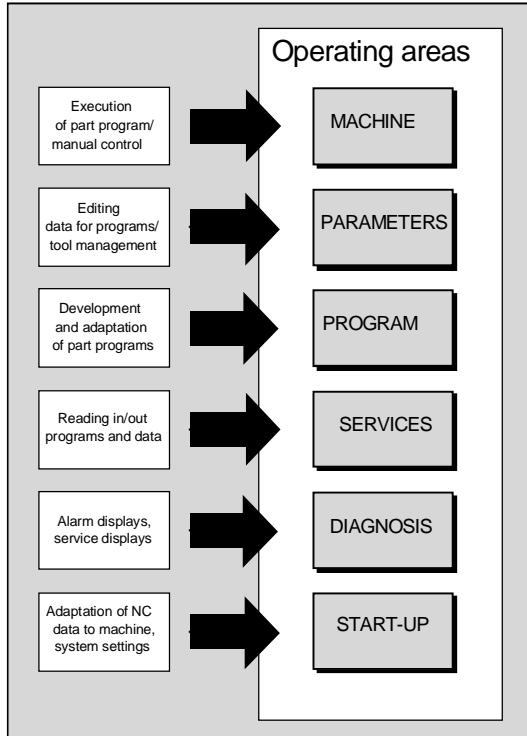 Operating areas
Execution
of part program/
manual control
MACHINE
Editing
data for programs/
tool management
PARAMETERS
Development
and adaptation
of part programs
PROGRAM
Reading in/out
programs and data
SERVICES
Alarm displays,
service displays
DIAGNOSIS
Adaptation of NC
data to machine,
system settings
START-UP